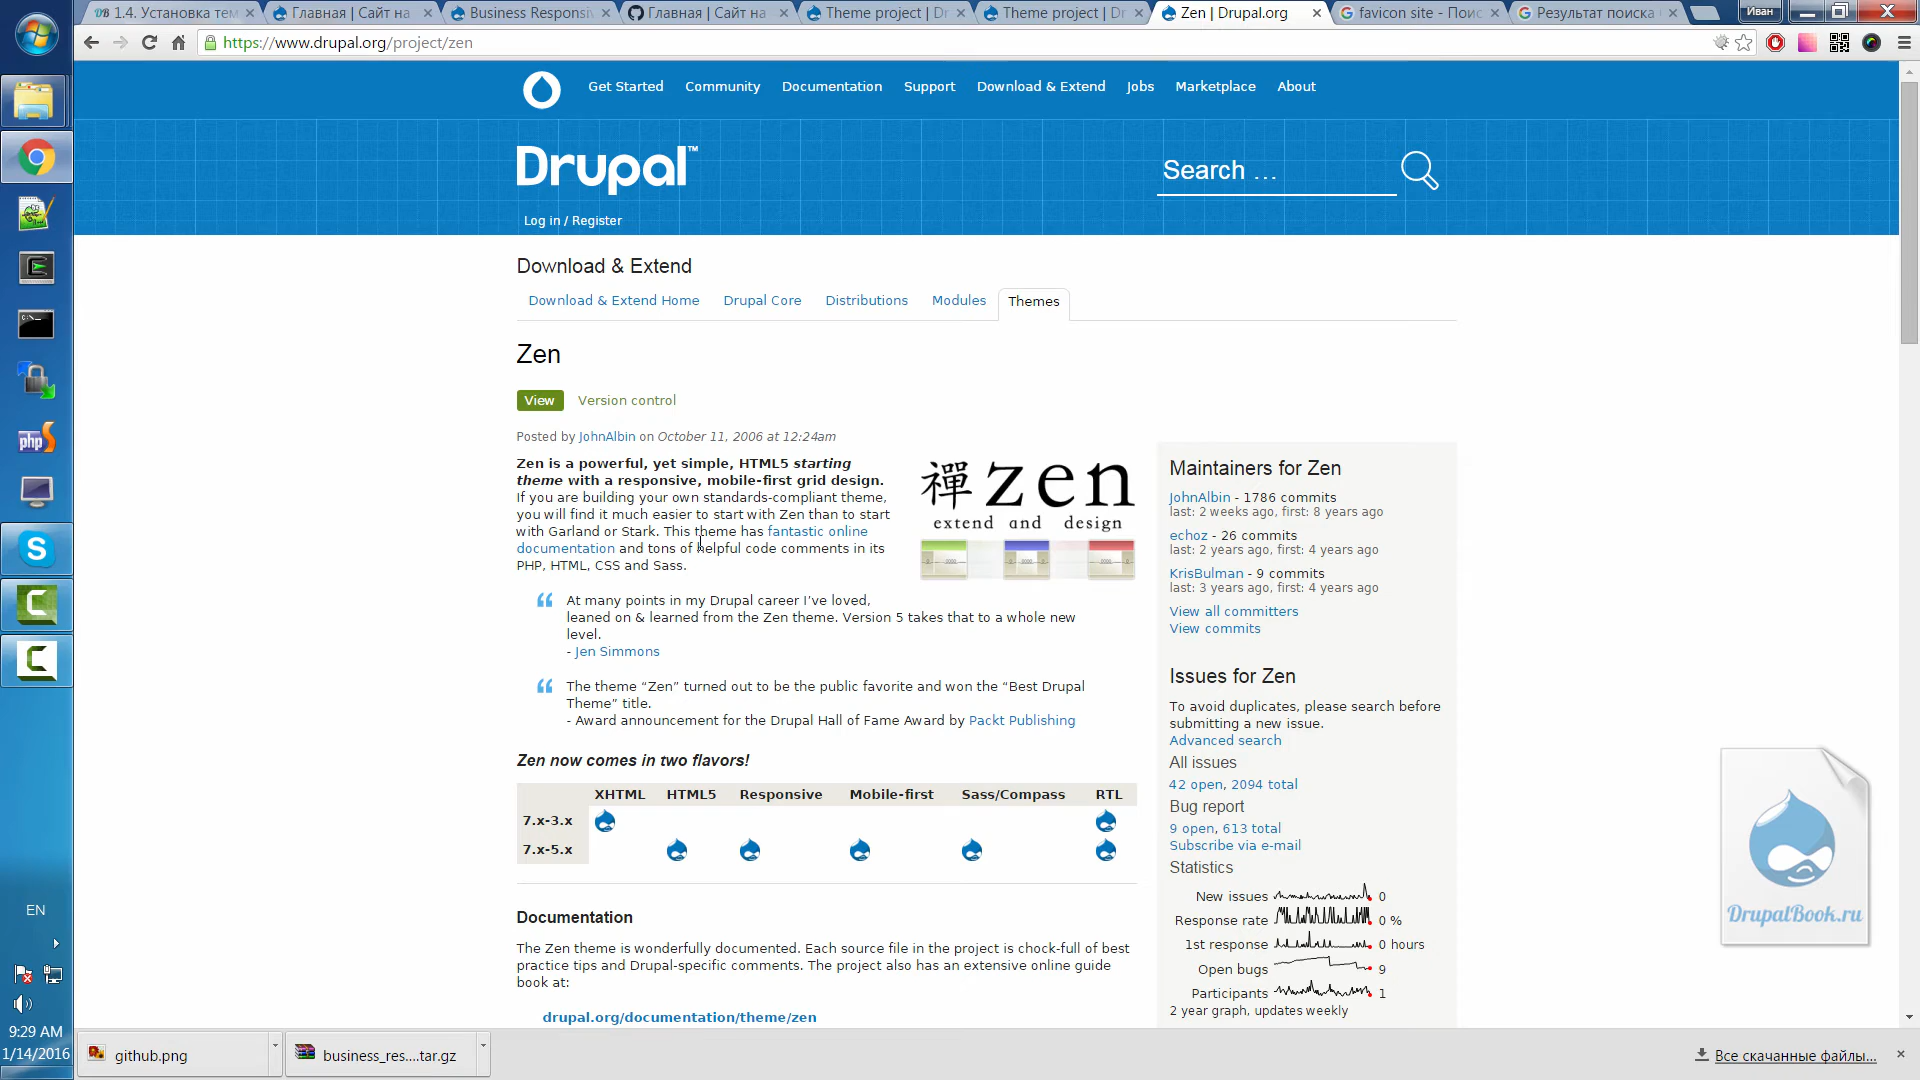 1.4. Установка тем
Главная | Сайт на
Business Responsi
Главная | Сайт на
Theme project | Dr
Theme project | Dr
Zen | Drupal.org
favicon site - Поис
Результат поиска
Иван
https://www.drupal.org/project/zen
Get Started
Community
Documentation
Support
Download & Extend
Jobs
Marketplace
About
Drupal™
Search …
Log in / Register
Download & Extend
Download & Extend Home
Drupal Core
Distributions
Modules
Themes
Zen
View
Version control
Posted by JohnAlbin on October 11, 2006 at 12:24am
Zen is a powerful, yet simple, HTML5 starting
theme with a responsive, mobile-first grid design.
If you are building your own standards-compliant theme,
you will find it much easier to start with Zen than to start
with Garland or Stark. This theme has fantastic online
documentation and tons of helpful code comments in its
PHP, HTML, CSS and Sass.
禪 zen
extend and design
“ At many points in my Drupal career I’ve loved,
leaned on & learned from the Zen theme. Version 5 takes that to a whole new
level.
- Jen Simmons
“ The theme “Zen” turned out to be the public favorite and won the “Best Drupal
Theme” title.
- Award announcement for the Drupal Hall of Fame Award by Packt Publishing
Zen now comes in two flavors!
XHTML HTML5 Responsive Mobile-first Sass/Compass RTL
7.x-3.x
7.x-5.x
Documentation
The Zen theme is wonderfully documented. Each source file in the project is chock-full of best
practice tips and Drupal-specific comments. The project also has an extensive online guide
book at:
drupal.org/documentation/theme/zen
Maintainers for Zen
JohnAlbin - 1786 commits
last: 2 weeks ago, first: 8 years ago
echoz - 26 commits
last: 2 years ago, first: 4 years ago
KrisBulman - 9 commits
last: 3 years ago, first: 4 years ago
View all committers
View commits
Issues for Zen
To avoid duplicates, please search before
submitting a new issue.
Advanced search
All issues
42 open, 2094 total
Bug report
9 open, 613 total
Subscribe via e-mail
Statistics
New issues 0
Response rate 0 %
1st response 0 hours
Open bugs 9
Participants 1
2 year graph, updates weekly
DrupalBook.ru
php
EN
9:29 AM
1/14/2016
github.png
business_res....tar.gz
Все скачанные файлы...